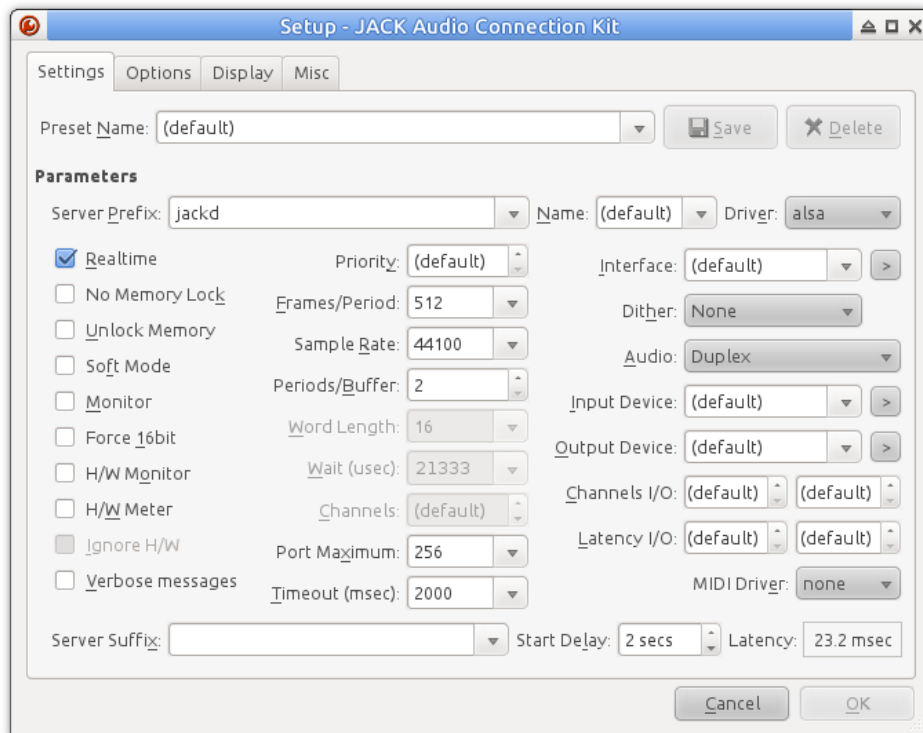 Setup - JACK Audio Connection Kit
Settings Options Display Misc
Preset Name: (default) Save Delete
Parameters
Server Prefix: jackd Name: (default) Driver: alsa
Realtime Priority: (default) Interface: (default) >
No Memory Lock Frames/Period: 512 Dither: None
Unlock Memory Sample Rate: 44100 Audio: Duplex
Soft Mode Periods/Buffer: 2 Input Device: (default) >
Monitor Word Length: 16 Output Device: (default) >
Force 16bit Wait (usec): 21333 Channels I/O: (default) (default)
H/W Monitor Channels: (default) Latency I/O: (default) (default)
H/W Meter Port Maximum: 256 MIDI Driver: none
Ignore H/W Timeout (msec): 2000
Verbose messages
Server Suffix: Start Delay: 2 secs Latency: 23.2 msec
Cancel OK